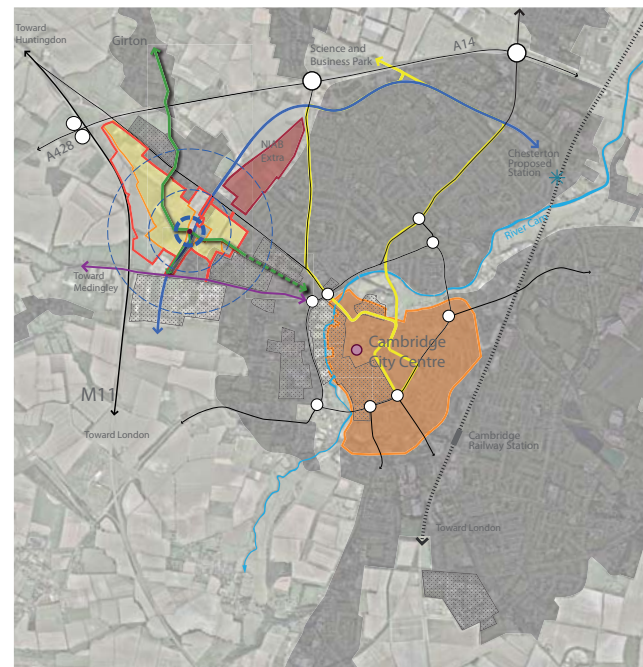 Toward
Huntingdon
Girton
Science and
Business Park
A14
A428
NIAB
Extra
Chesterton
Proposed
Station
River Cam
Toward
Medingley
Cambridge
City Centre
M11
Toward London
Cambridge
Railway Station
Toward London